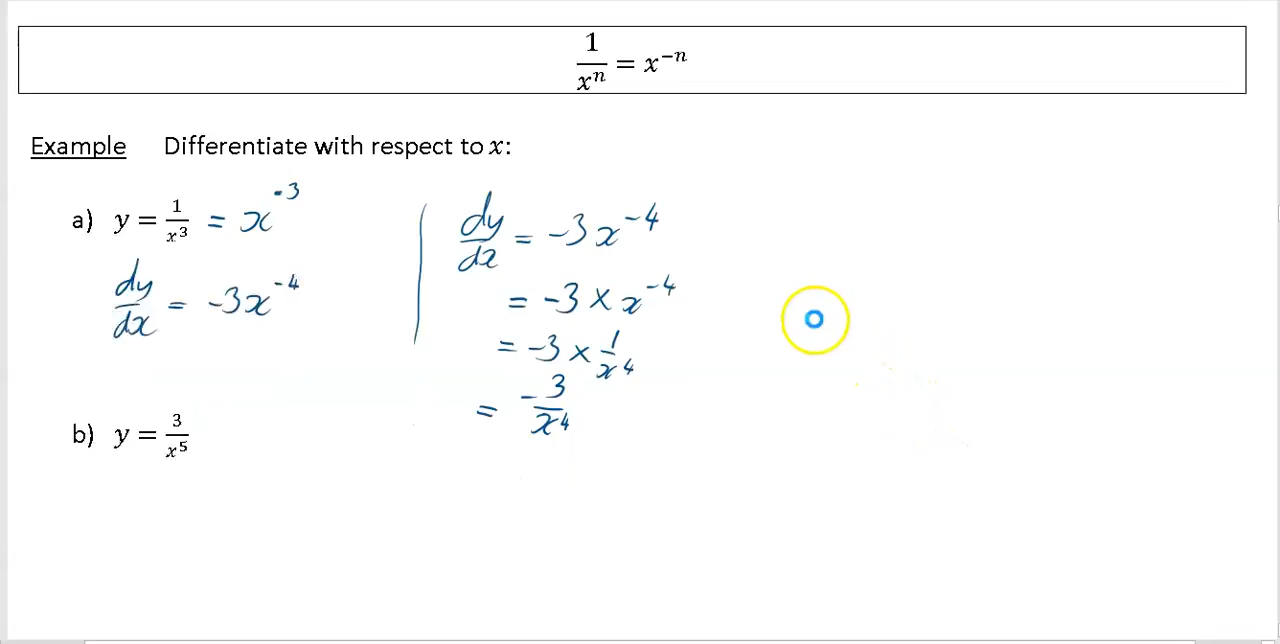 1/xⁿ = x⁻ⁿ
Example Differentiate with respect to x:
a) y = 1/x³ = x⁻³
dy/dx = -3x⁻⁴
dy/dx = -3x⁻⁴
= -3 × x⁻⁴
= -3 × 1/x⁴
= -3/x⁴
b) y = 3/x⁵